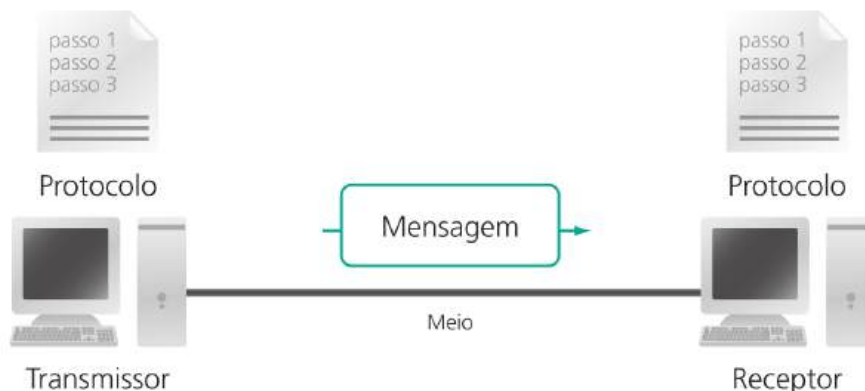 passo 1
passo 2
passo 3
Protocolo
passo 1
passo 2
passo 3
Protocolo
Mensagem
Meio
Transmissor
Receptor